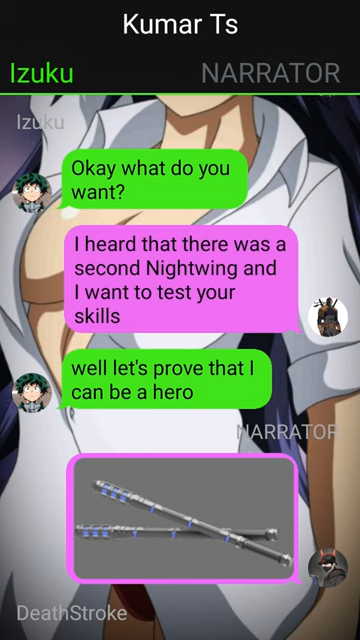 Kumar Ts
Izuku NARRATOR
Izuku
Okay what do you
want?
I heard that there was a
second Nightwing and
I want to test your
skills
well let's prove that I
can be a hero
NARRATOR
DeathStroke